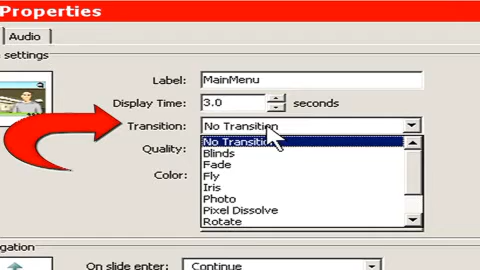 Properties
Audio
settings
Label: MainMenu
Display Time: 3.0 seconds
Transition: No Transition
No Transition
Quality:
Blinds
Fade
Color:
Fly
Iris
Photo
Pixel Dissolve
Rotate
gation
On slide enter: Continue